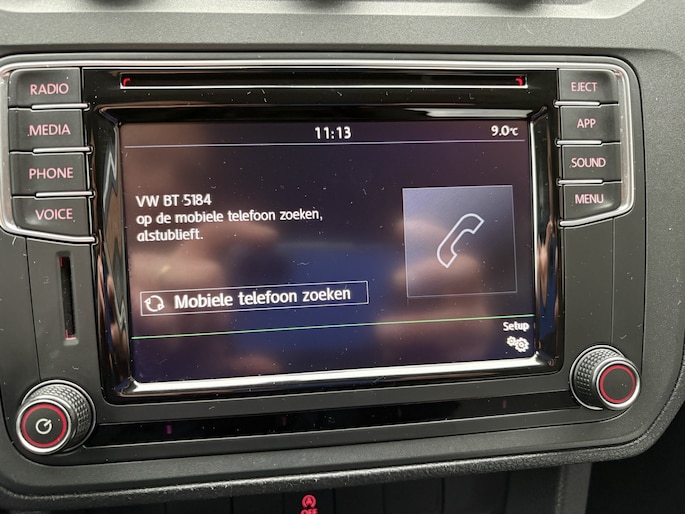 RADIO
MEDIA
PHONE
VOICE
EJECT
APP
SOUND
MENU
11:13
9.0°C
VW BT 5184
op de mobiele telefoon zoeken,
alstublieft.
Mobiele telefoon zoeken
Setup
A
OFF